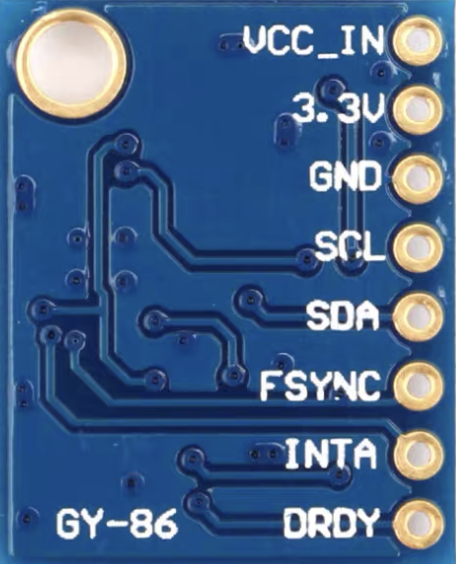 VCC_IN
3.3V
GND
SCL
SDA
FSYNC
INTA
GY-86 DRDY